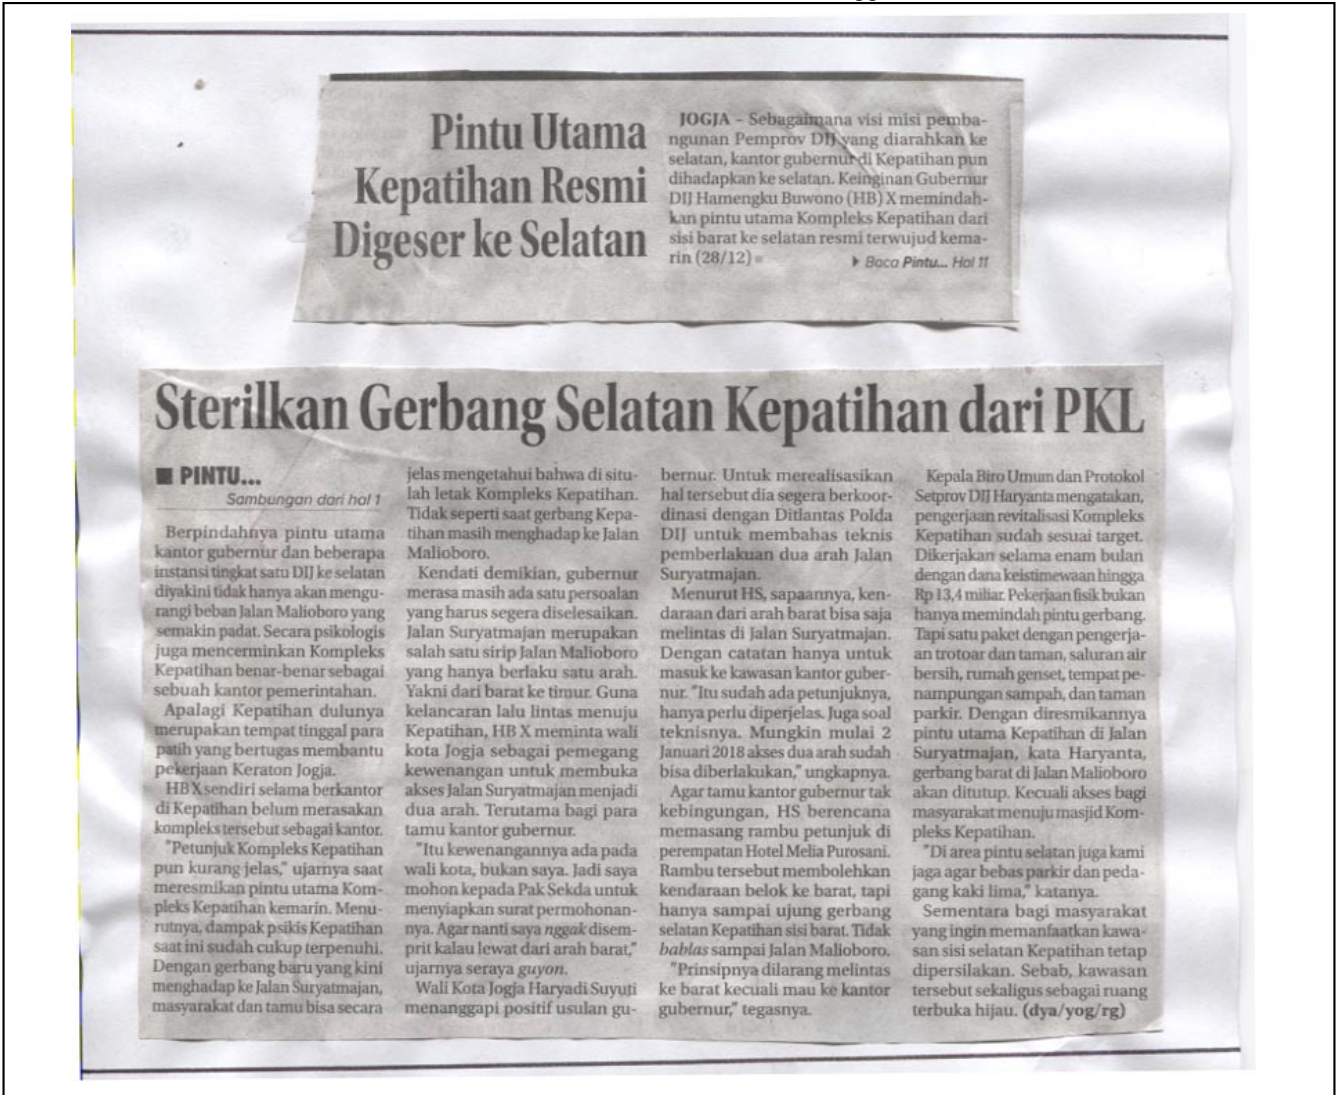 Pintu Utama
Kepatihan Resmi
Digeser ke Selatan
JOGJA – Sebagaimana visi misi pemba-
ngunan Pemprov DIJ yang diarahkan ke
selatan, kantor gubernur di Kepatihan pun
dihadapkan ke selatan. Keinginan Gubernur
DIJ Hamengku Buwono (HB) X memindah-
kan pintu utama Kompleks Kepatihan dari
sisi barat ke selatan resmi terwujud kema-
rin (28/12)
Baca Pintu... Hal 11
Sterilkan Gerbang Selatan Kepatihan dari PKL
PINTU...
Sambungan dari hal 1
Berpindahnya pintu utama
kantor gubernur dan beberapa
instansi tingkat satu DIJ ke selatan
diyakini tidak hanya akan mengu-
rangi beban Jalan Malioboro yang
semakin padat. Secara psikologis
juga mencerminkan Kompleks
Kepatihan benar-benar sebagai
sebuah kantor pemerintahan.
Apalagi Kepatihan dulunya
merupakan tempat tinggal para
patih yang bertugas membantu
pekerjaan Keraton Jogja.
HB X sendiri selama berkantor
di Kepatihan belum merasakan
kompleks tersebut sebagai kantor.
"Petunjuk Kompleks Kepatihan
pun kurang jelas," ujarnya saat
meresmikan pintu utama Kom-
pleks Kepatihan kemarin. Menu-
rutnya, dampak psikis Kepatihan
saat ini sudah cukup terpenuhi.
Dengan gerbang baru yang kini
menghadap ke Jalan Suryatmajan,
masyarakat dan tamu bisa secara
jelas mengetahui bahwa di situ-
lah letak Kompleks Kepatihan.
Tidak seperti saat gerbang Kepa-
tihan masih menghadap ke Jalan
Malioboro.
Kendati demikian, gubernur
merasa masih ada satu persoalan
yang harus segera diselesaikan.
Jalan Suryatmajan merupakan
salah satu sirip Jalan Malioboro
yang hanya berlaku satu arah.
Yakni dari barat ke timur. Guna
kelancaran lalu lintas menuju
Kepatihan, HB X meminta wali
kota Jogja sebagai pemegang
kewenangan untuk membuka
akses Jalan Suryatmajan menjadi
dua arah. Terutama bagi para
tamu kantor gubernur.
"Itu kewenangannya ada pada
wali kota, bukan saya. Jadi saya
mohon kepada Pak Sekda untuk
menyiapkan surat permohonan-
nya. Agar nanti saya nggak disem-
prit kalau lewat dari arah barat,"
ujarnya seraya guyon.
Wali Kota Jogja Haryadi Suyuti
menanggapi positif usulan gu-
bernur. Untuk merealisasikan
hal tersebut dia segera berkoor-
dinasi dengan Ditlantas Polda
DIJ untuk membahas teknis
pemberlakuan dua arah Jalan
Suryatmajan.
Menurut HS, sapaannya, ken-
daraan dari arah barat bisa saja
melintas di Jalan Suryatmajan.
Dengan catatan hanya untuk
masuk ke kawasan kantor guber-
nur. "Itu sudah ada petunjuknya,
hanya perlu diperjelas. Juga soal
teknisnya. Mungkin mulai 2
Januari 2018 akses dua arah sudah
bisa diberlakukan," ungkapnya.
Agar tamu kantor gubernur tak
kebingungan, HS berencana
memasang rambu petunjuk di
perempatan Hotel Melia Purosani.
Rambu tersebut membolehkan
kendaraan belok ke barat, tapi
hanya sampai ujung gerbang
selatan Kepatihan sisi barat. Tidak
bablas sampai Jalan Malioboro.
"Prinsipnya dilarang melintas
ke barat kecuali mau ke kantor
gubernur," tegasnya.
Kepala Biro Umum dan Protokol
Setprov DIJ Haryanta mengatakan,
pengerjaan revitalisasi Kompleks
Kepatihan sudah sesuai target.
Dikerjakan selama enam bulan
dengan dana keistimewaan hingga
Rp 13,4 miliar. Pekerjaan fisik bukan
hanya memindah pintu gerbang.
Tapi satu paket dengan pengerja-
an trotoar dan taman, saluran air
bersih, rumah genset, tempat pe-
nampungan sampah, dan taman
parkir. Dengan diresmikannya
pintu utama Kepatihan di Jalan
Suryatmajan, kata Haryanta,
gerbang barat di Jalan Malioboro
akan ditutup. Kecuali akses bagi
masyarakat menuju masjid Kom-
pleks Kepatihan.
"Di area pintu selatan juga kami
jaga agar bebas parkir dan peda-
gang kaki lima," katanya.
Sementara bagi masyarakat
yang ingin memanfaatkan kawa-
san sisi selatan Kepatihan tetap
dipersilakan. Sebab, kawasan
tersebut sekaligus sebagai ruang
terbuka hijau. (dya/yog/rg)